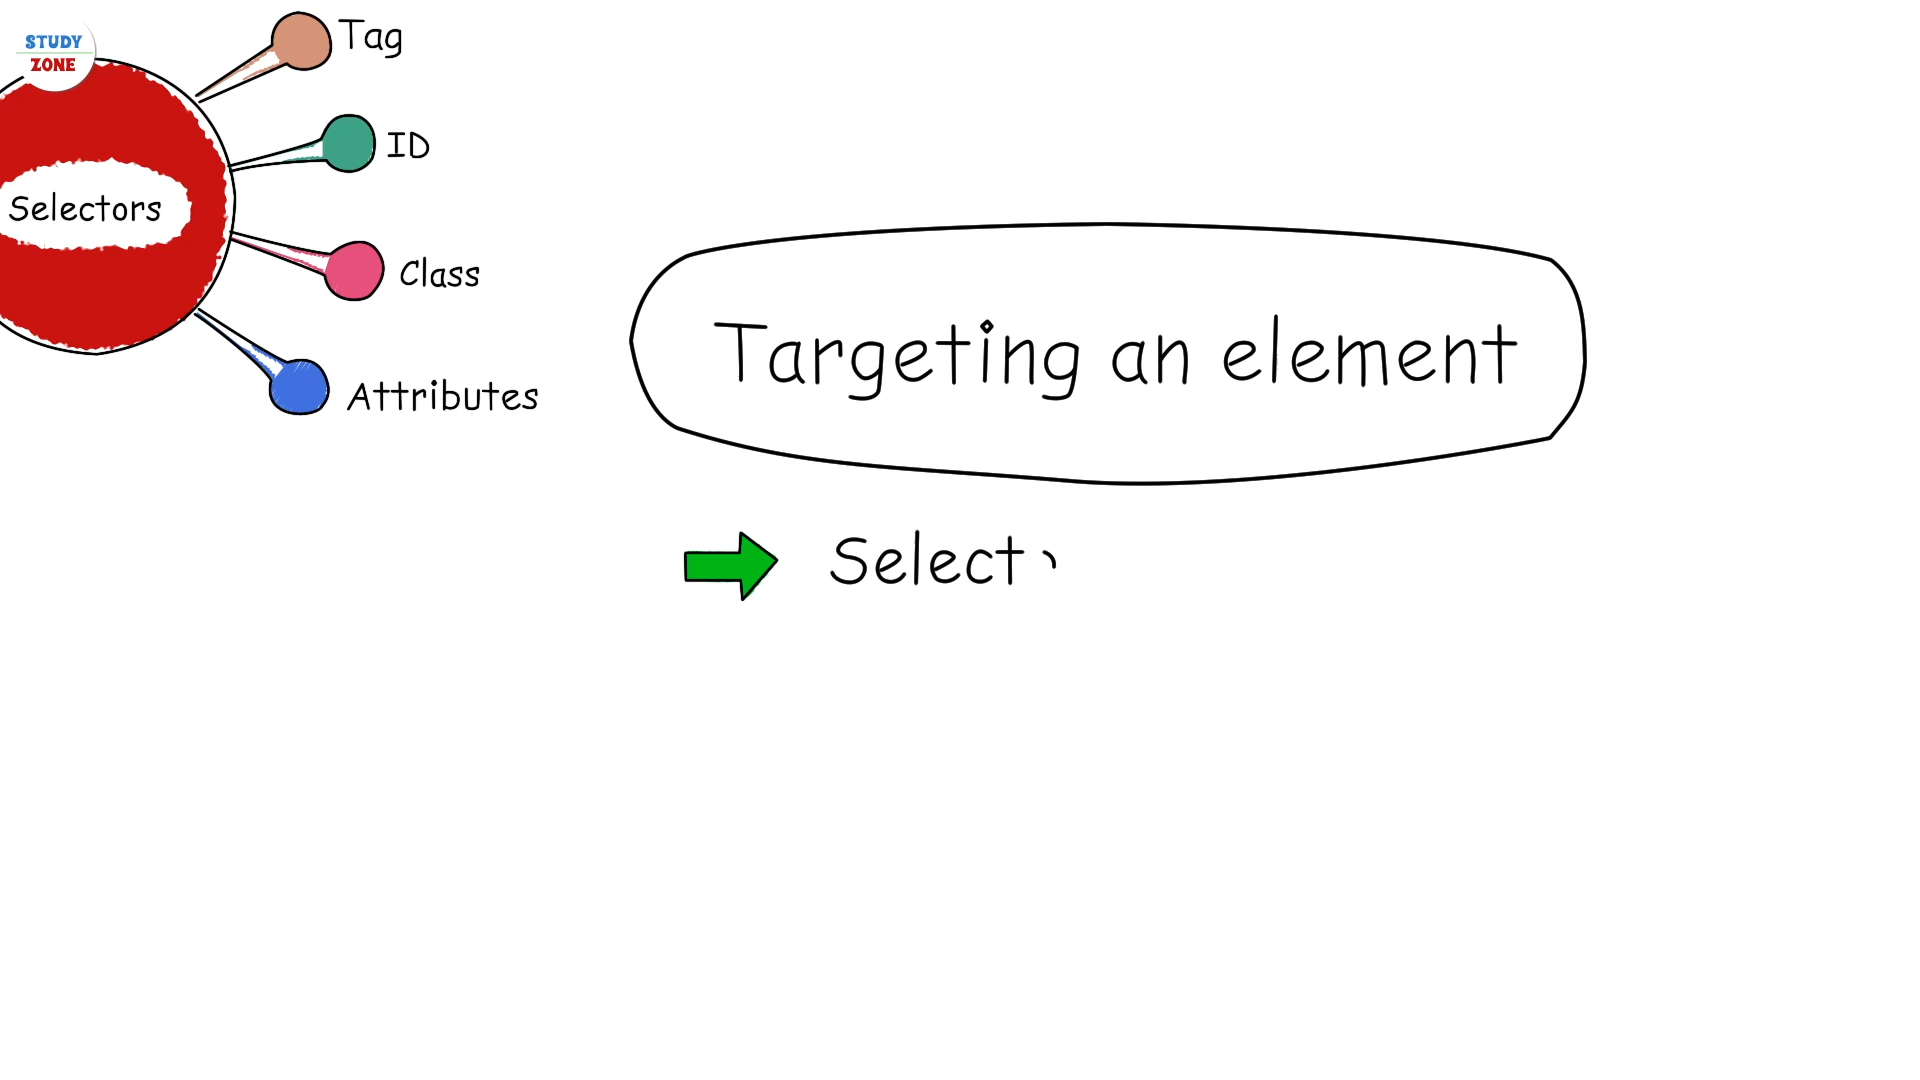 STUDY
ZONE
Tag
ID
Selectors
Class
Attributes
Targeting an element
Select